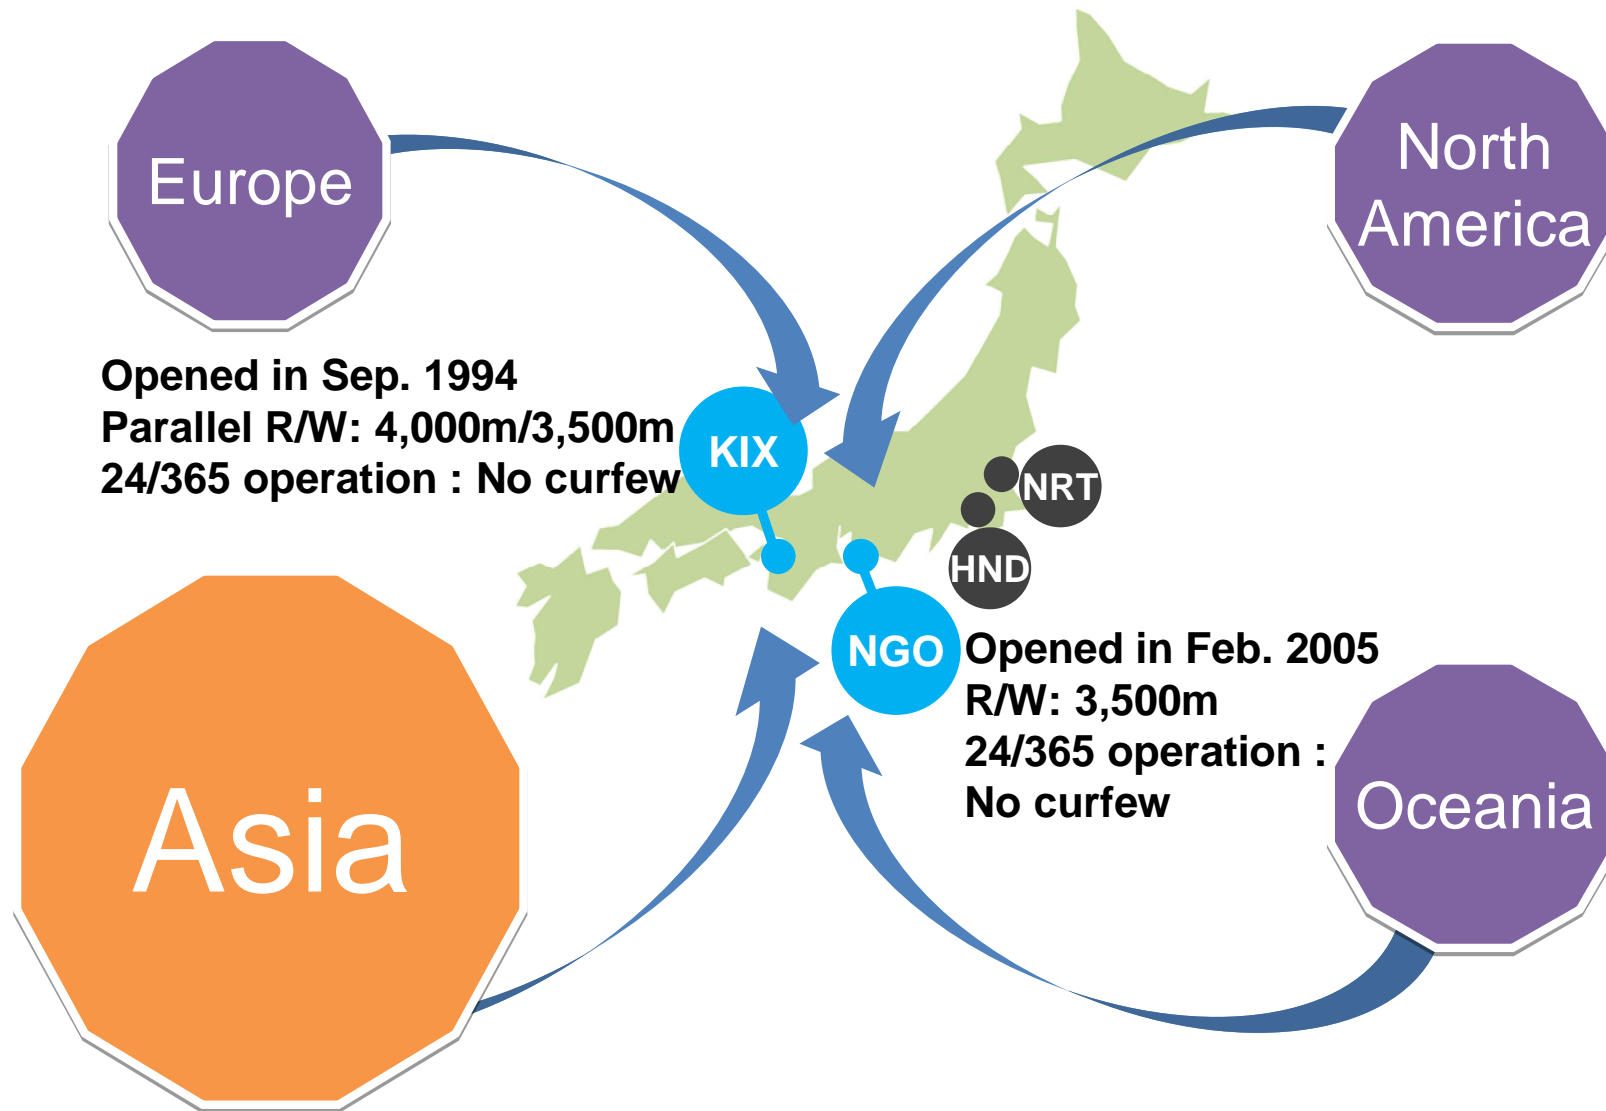 Europe
North
America
Opened in Sep. 1994
Parallel R/W: 4,000m/3,500m
24/365 operation : No curfew
KIX
NRT
HND
NGO
Opened in Feb. 2005
R/W: 3,500m
24/365 operation :
No curfew
Asia
Oceania